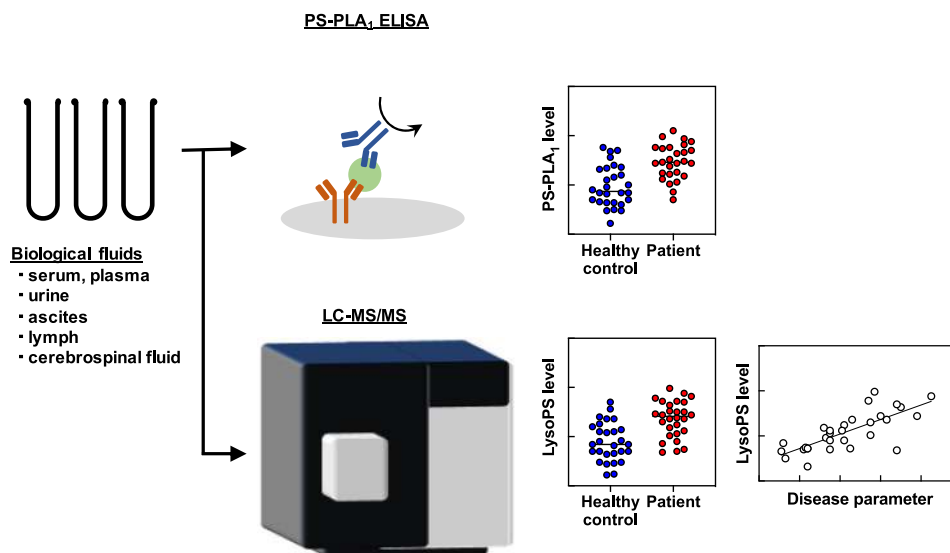 PS-PLA₁ ELISA
Biological fluids
· serum, plasma
· urine
· ascites
· lymph
· cerebrospinal fluid
PS-PLA₁ level
Healthy control
Patient
LC-MS/MS
LysoPS level
Healthy control
Patient
LysoPS level
Disease parameter